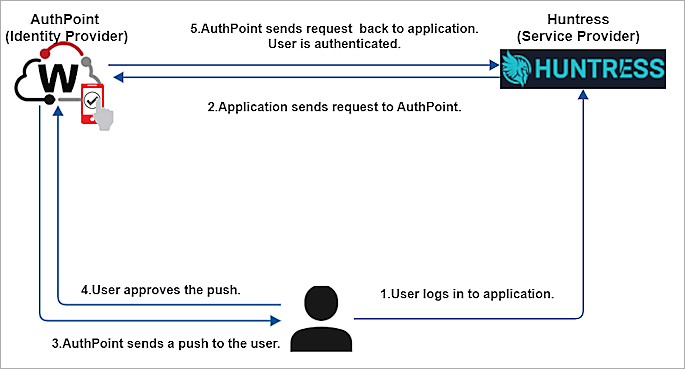 AuthPoint
(Identity Provider)
5.AuthPoint sends request back to application.
User is authenticated.
Huntress
(Service Provider)
W
HUNTRESS
2.Application sends request to AuthPoint.
4.User approves the push.
1.User logs in to application.
3.AuthPoint sends a push to the user.